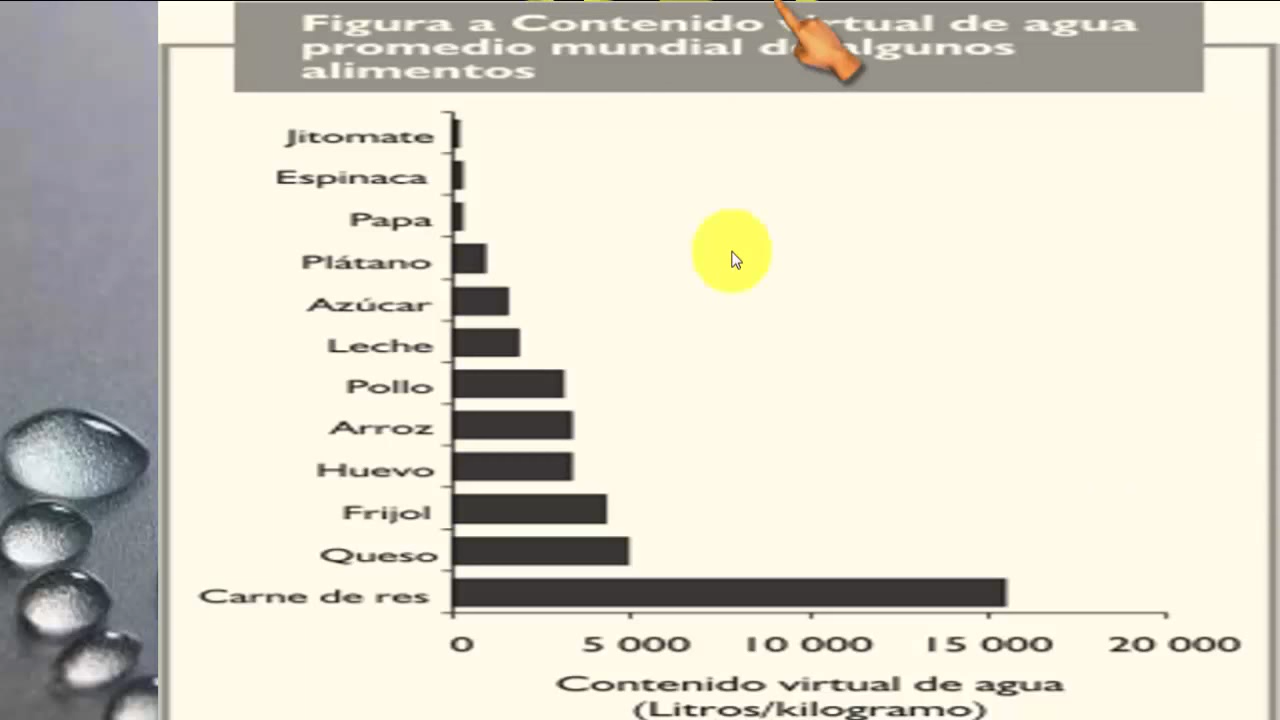 Figura a Contenido virtual de agua
promedio mundial de algunos
alimentos
Jitomate
Espinaca
Papa
Plátano
Azúcar
Leche
Pollo
Arroz
Huevo
Frijol
Queso
Carne de res
0 5 000 10 000 15 000 20 000
Contenido virtual de agua
(Litros/kilogramo)